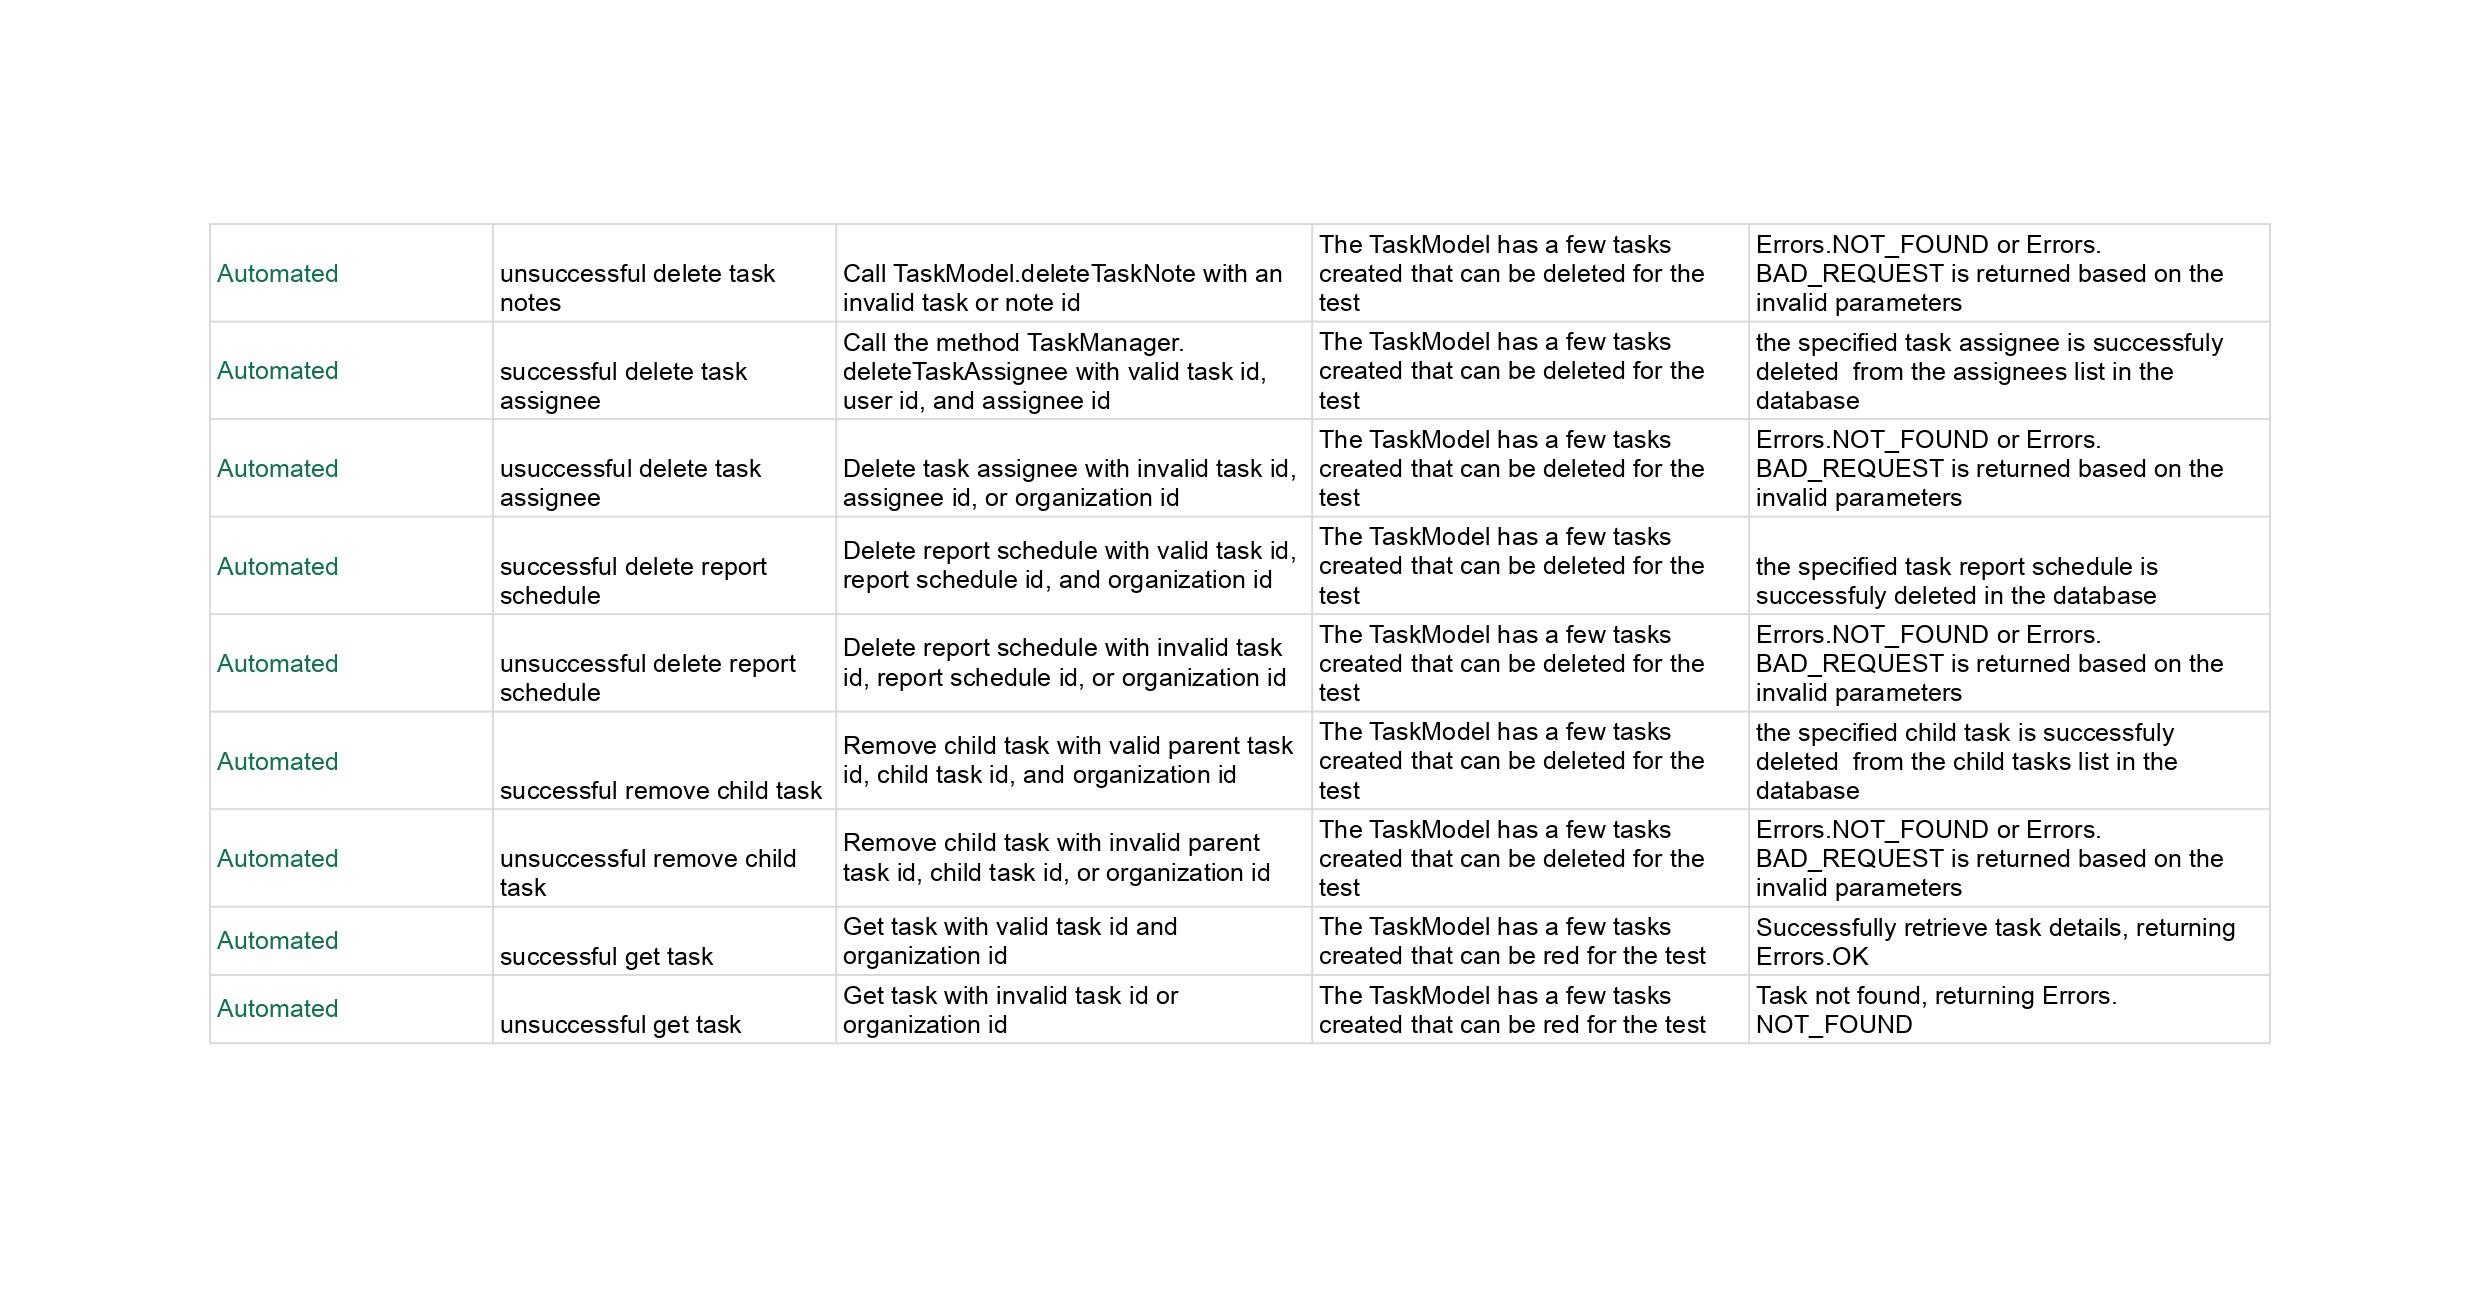 Automated
unsuccessful delete task
notes
Call TaskModel.deleteTaskNote with an
invalid task or note id
The TaskModel has a few tasks
created that can be deleted for the
test
Errors.NOT_FOUND or Errors.
BAD_REQUEST is returned based on the
invalid parameters
Automated
successful delete task
assignee
Call the method TaskManager.
deleteTaskAssignee with valid task id,
user id, and assignee id
The TaskModel has a few tasks
created that can be deleted for the
test
the specified task assignee is successfuly
deleted  from the assignees list in the
database
Automated
usuccessful delete task
assignee
Delete task assignee with invalid task id,
assignee id, or organization id
The TaskModel has a few tasks
created that can be deleted for the
test
Errors.NOT_FOUND or Errors.
BAD_REQUEST is returned based on the
invalid parameters
Automated
successful delete report
schedule
Delete report schedule with valid task id,
report schedule id, and organization id
The TaskModel has a few tasks
created that can be deleted for the
test
the specified task report schedule is
successfuly deleted in the database
Automated
unsuccessful delete report
schedule
Delete report schedule with invalid task
id, report schedule id, or organization id
The TaskModel has a few tasks
created that can be deleted for the
test
Errors.NOT_FOUND or Errors.
BAD_REQUEST is returned based on the
invalid parameters
Automated
successful remove child task
Remove child task with valid parent task
id, child task id, and organization id
The TaskModel has a few tasks
created that can be deleted for the
test
the specified child task is successfuly
deleted  from the child tasks list in the
database
Automated
unsuccessful remove child
task
Remove child task with invalid parent
task id, child task id, or organization id
The TaskModel has a few tasks
created that can be deleted for the
test
Errors.NOT_FOUND or Errors.
BAD_REQUEST is returned based on the
invalid parameters
Automated
successful get task
Get task with valid task id and
organization id
The TaskModel has a few tasks
created that can be red for the test
Successfully retrieve task details, returning
Errors.OK
Automated
unsuccessful get task
Get task with invalid task id or
organization id
The TaskModel has a few tasks
created that can be red for the test
Task not found, returning Errors.
NOT_FOUND